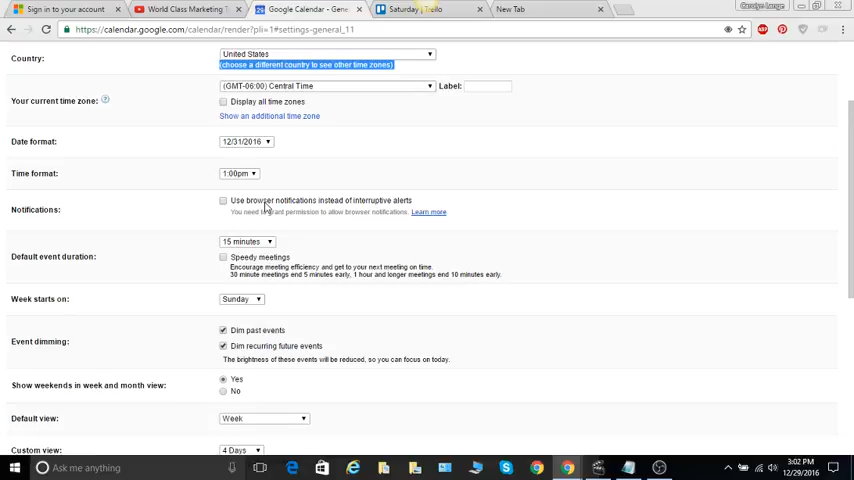 Sign in to your account
World Class Marketing T
Google Calendar - Gene
Saturday | Trello
New Tab
Carolyn Lange
https://calendar.google.com/calendar/render?pli=1#settings-general_11
Country:
United States
(choose a different country to see other time zones)
Your current time zone:
(GMT-06:00) Central Time
Label:
Display all time zones
Show an additional time zone
Date format:
12/31/2016
Time format:
1:00pm
Notifications:
Use browser notifications instead of interruptive alerts
You need to grant permission to allow browser notifications. Learn more
Default event duration:
15 minutes
Speedy meetings
Encourage meeting efficiency and get to your next meeting on time.
30 minute meetings end 5 minutes early, 1 hour and longer meetings end 10 minutes early.
Week starts on:
Sunday
Event dimming:
Dim past events
Dim recurring future events
The brightness of these events will be reduced, so you can focus on today.
Show weekends in week and month view:
Yes
No
Default view:
Week
Custom view:
4 Days
Ask me anything
3:02 PM
12/29/2016